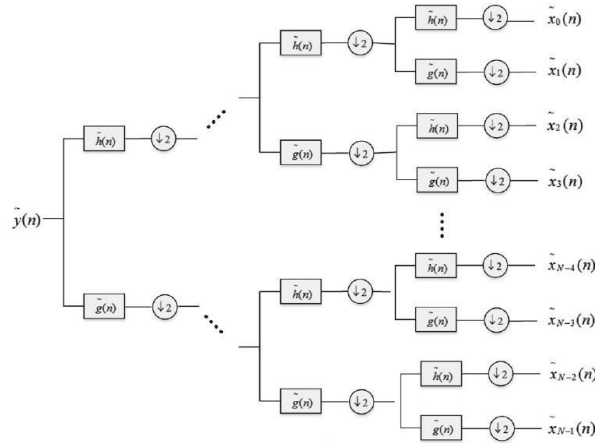 h̃(n) ↓2 x̃₀(n)
h̃(n) ↓2
g̃(n) ↓2 x̃₁(n)
h̃(n) ↓2 x̃₂(n)
h̃(n) ↓2
g̃(n) ↓2
g̃(n) ↓2 x̃₃(n)
ỹ(n)
h̃(n) ↓2 x̃_{N-4}(n)
h̃(n) ↓2
g̃(n) ↓2
g̃(n) ↓2 x̃_{N-3}(n)
h̃(n) ↓2 x̃_{N-2}(n)
g̃(n) ↓2
g̃(n) ↓2 x̃_{N-1}(n)